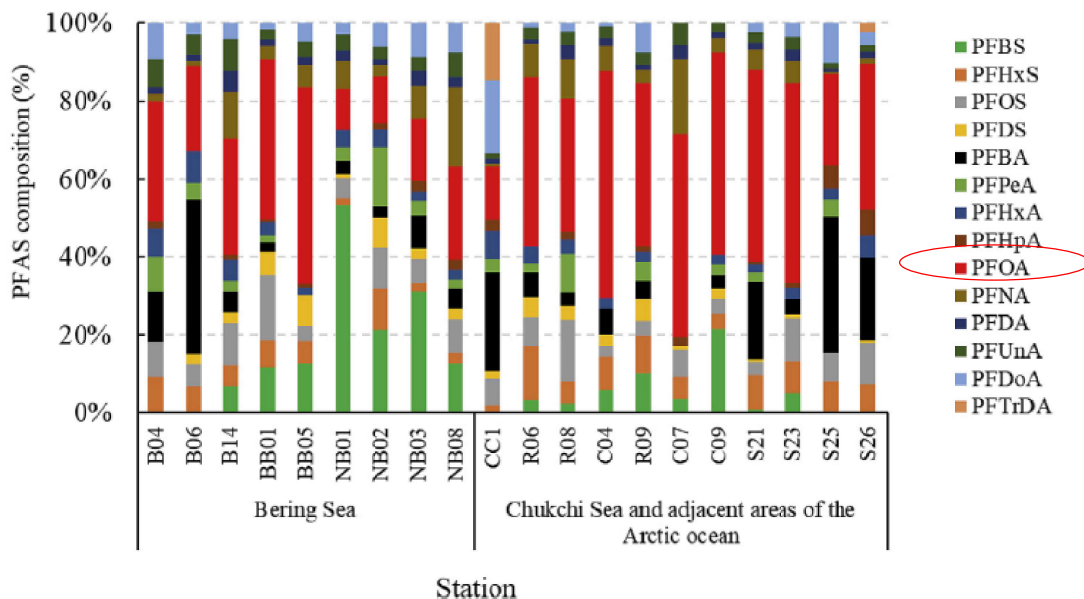 PFAS composition (%)
100%
80%
60%
40%
20%
0%
B04
B06
B14
BB01
BB05
NB01
NB02
NB03
NB08
CC1
R06
R08
C04
R09
C07
C09
S21
S23
S25
S26
Bering Sea
Chukchi Sea and adjacent areas of the
Arctic ocean
Station
PFBS
PFHxS
PFOS
PFDS
PFBA
PFPeA
PFHxA
PFHpA
PFOA
PFNA
PFDA
PFUnA
PFDoA
PFTrDA